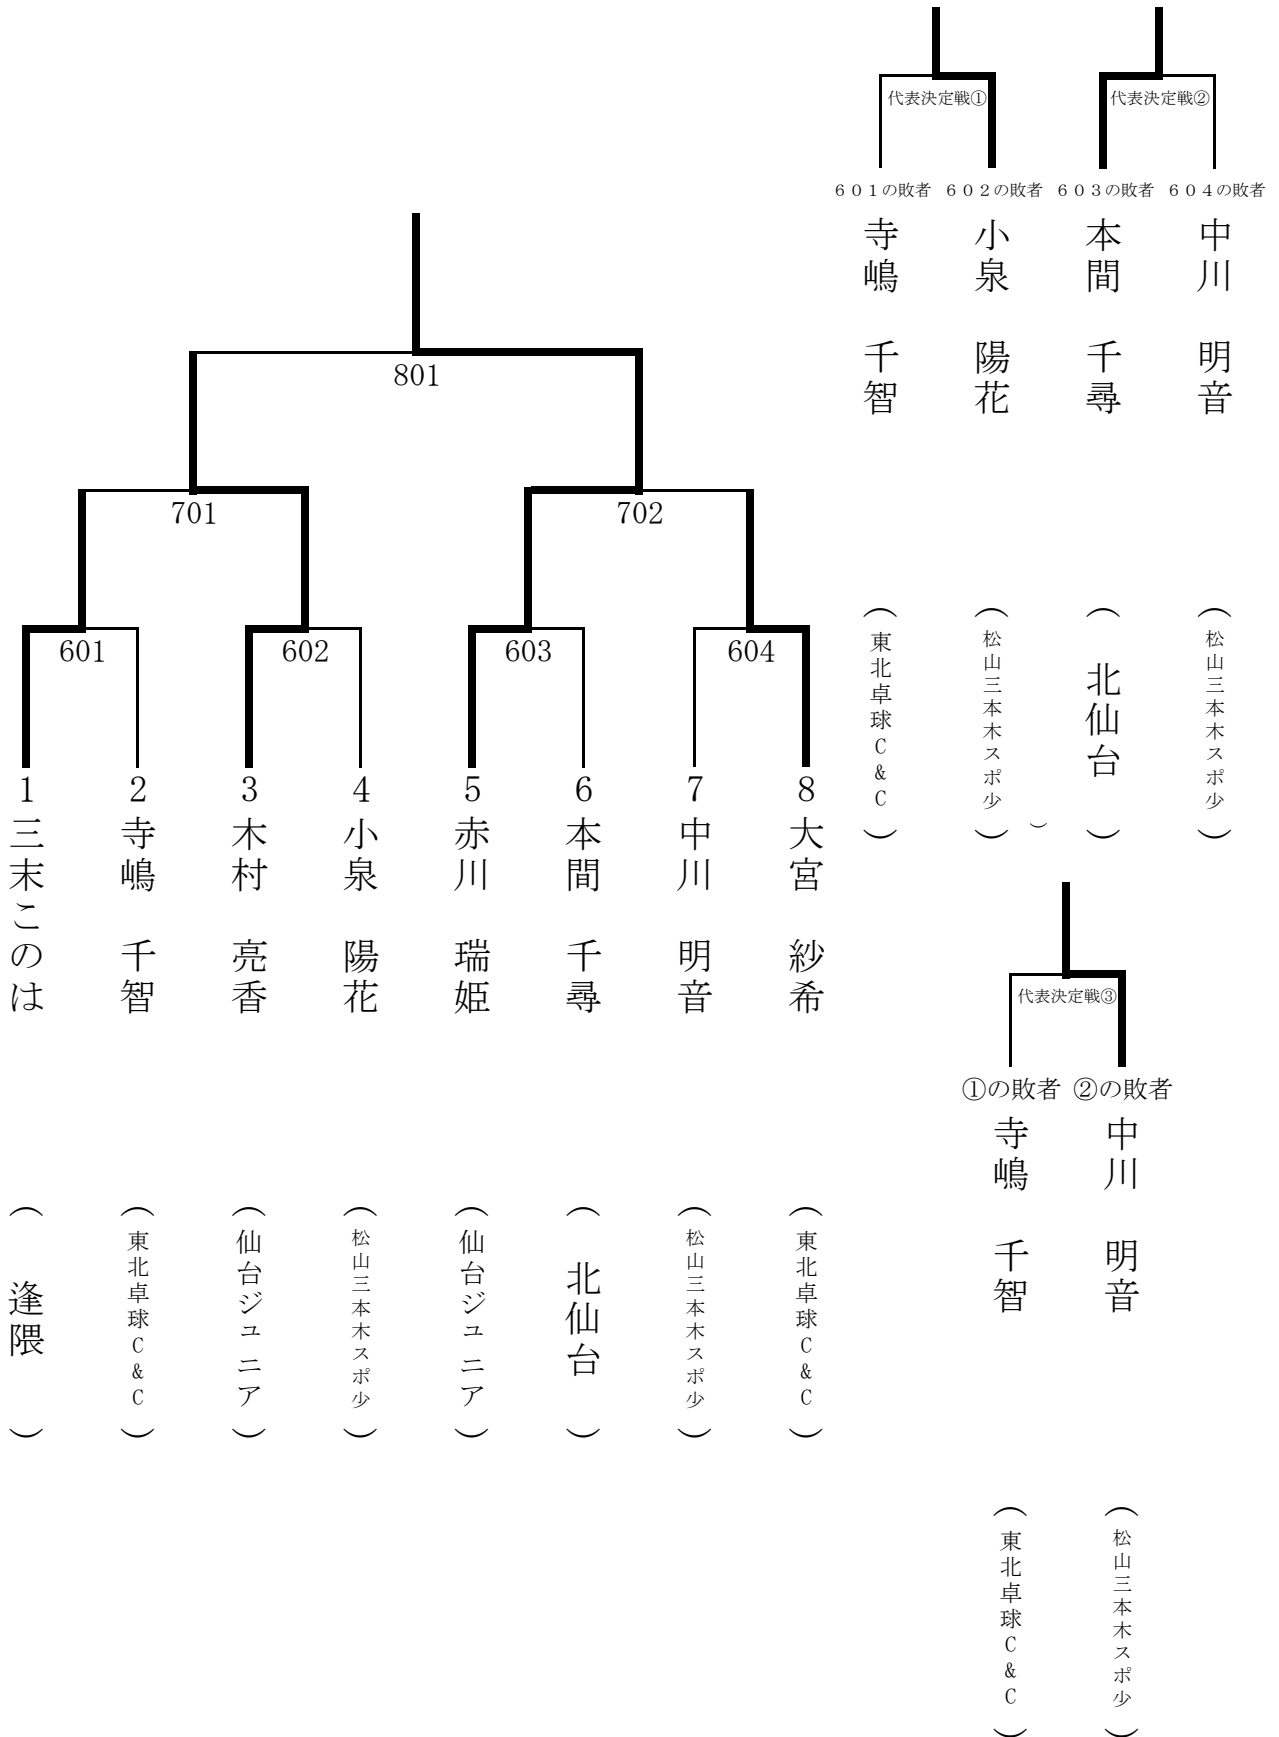 代表決定戦①
代表決定戦②
６０１の敗者
６０２の敗者
６０３の敗者
６０４の敗者
寺嶋　千智
（東北卓球C&C）
小泉　陽花
（松山三本木スポ少）
）
本間　千尋
（北仙台）
中川　明音
（松山三本木スポ少）
801
701
702
601
602
603
604
1
三末このは
（逢隈）
2
寺嶋　千智
（東北卓球C&C）
3
木村　亮香
（仙台ジュニア）
4
小泉　陽花
（松山三本木スポ少）
5
赤川　瑞姫
（仙台ジュニア）
6
本間　千尋
（北仙台）
7
中川　明音
（松山三本木スポ少）
8
大宮　紗希
（東北卓球C&C）
代表決定戦③
①の敗者
②の敗者
寺嶋　千智
（東北卓球C&C）
中川　明音
（松山三本木スポ少）